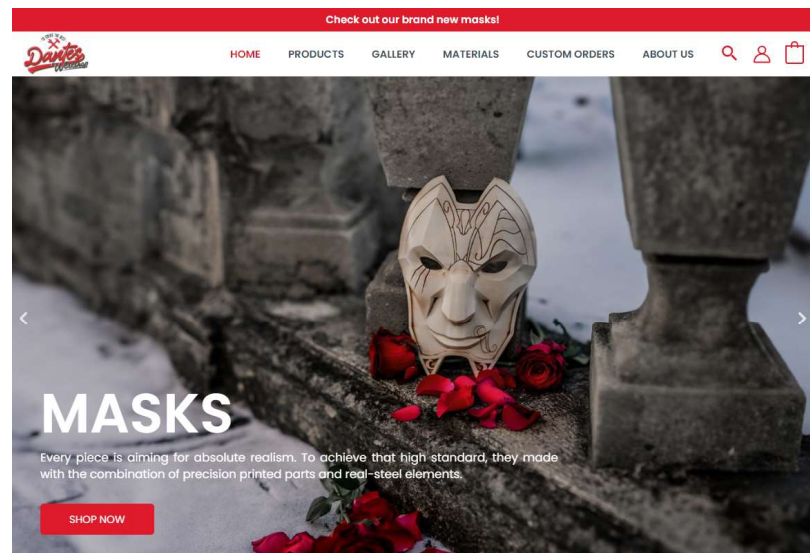 Check out our brand new masks!
Dantes
HOME PRODUCTS GALLERY MATERIALS CUSTOM ORDERS ABOUT US
MASKS
Every piece is aiming for absolute realism. To achieve that high standard, they made
with the combination of precision printed parts and real-steel elements.
SHOP NOW